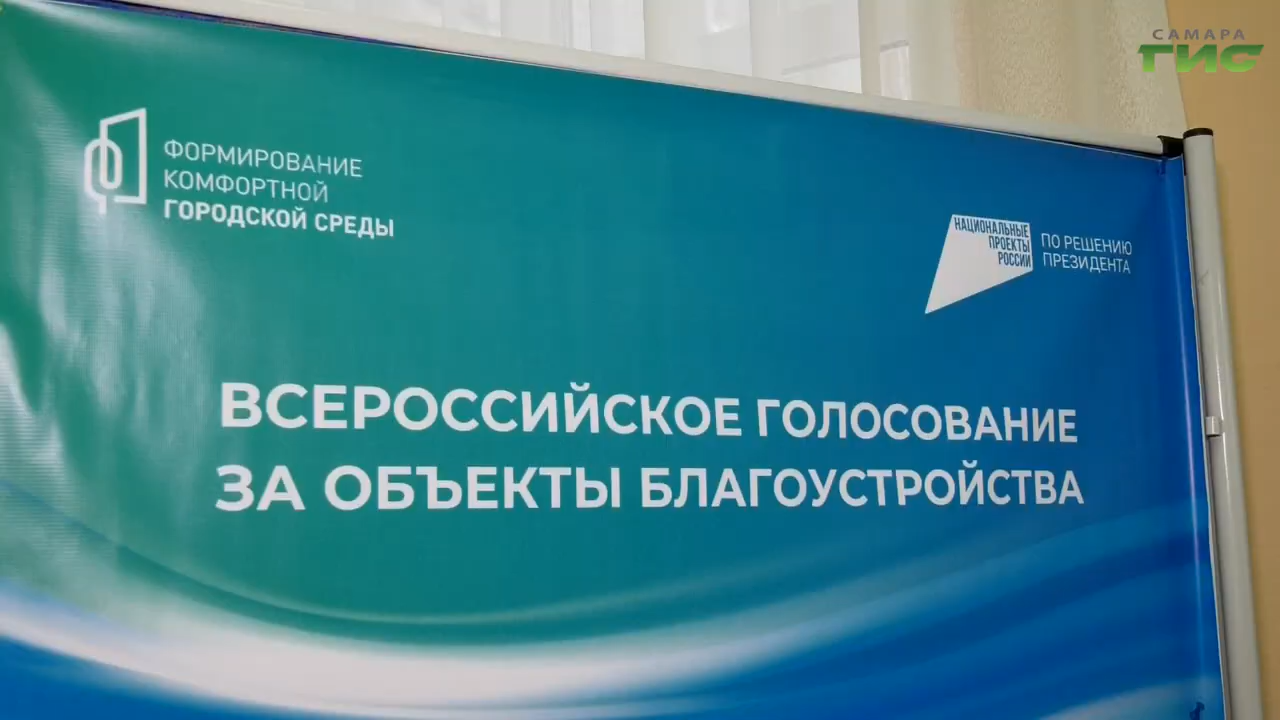 САМАРА
ГИС
ФОРМИРОВАНИЕ
КОМФОРТНОЙ
ГОРОДСКОЙ СРЕДЫ
НАЦИОНАЛЬНЫЕ
ПРОЕКТЫ
РОССИИ
ПО РЕШЕНИЮ
ПРЕЗИДЕНТА
ВСЕРОССИЙСКОЕ ГОЛОСОВАНИЕ
ЗА ОБЪЕКТЫ БЛАГОУСТРОЙСТВА